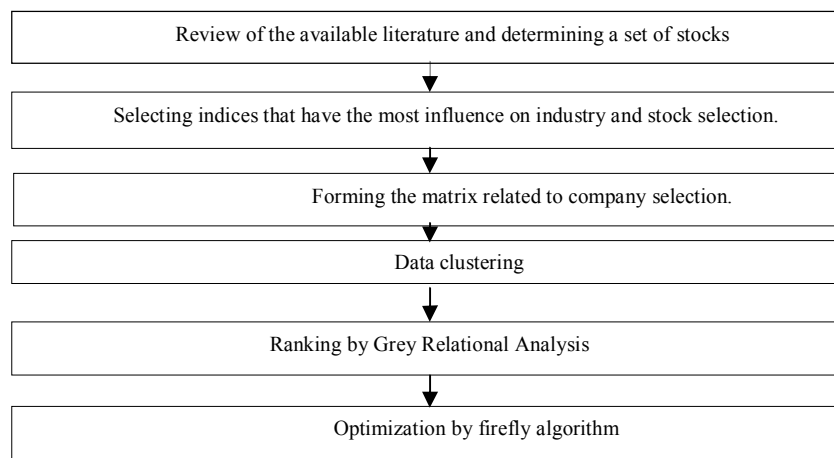 Review of the available literature and determining a set of stocks
Selecting indices that have the most influence on industry and stock selection.
Forming the matrix related to company selection.
Data clustering
Ranking by Grey Relational Analysis
Optimization by firefly algorithm